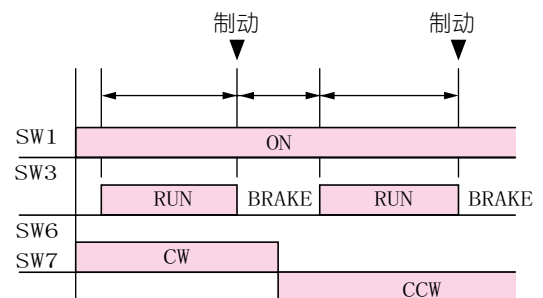 制动 制动
SW1 ON
SW3
RUN BRAKE RUN BRAKE
SW6
SW7 CW
CCW